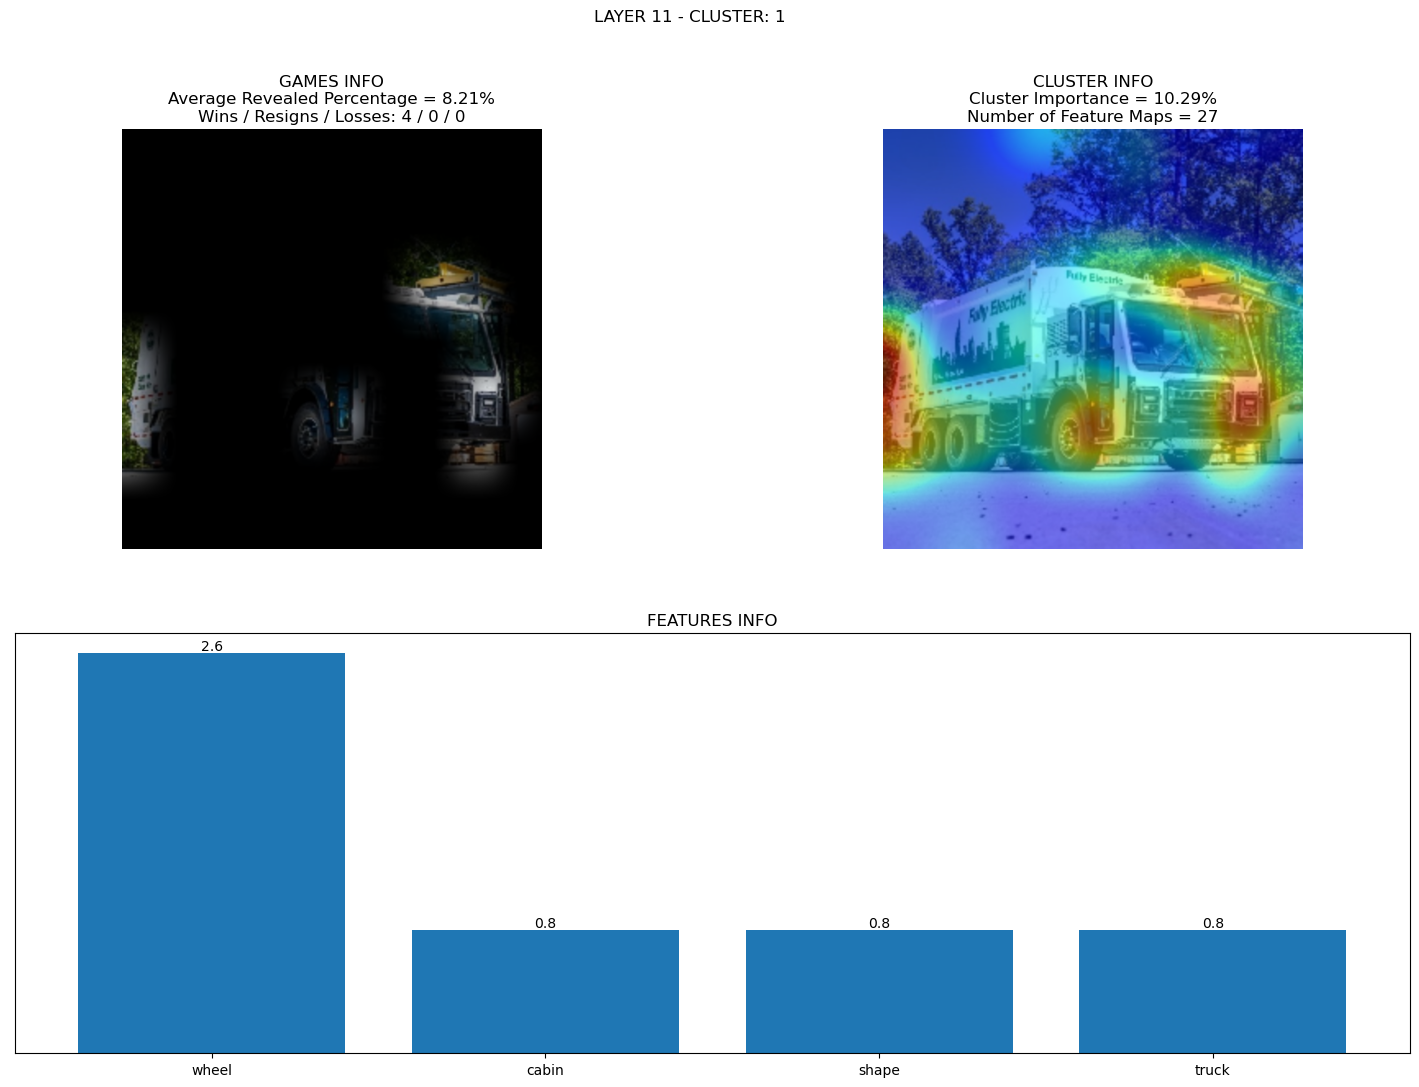 LAYER 11 - CLUSTER: 1
GAMES INFO
Average Revealed Percentage = 8.21%
Wins / Resigns / Losses: 4 / 0 / 0
CLUSTER INFO
Cluster Importance = 10.29%
Number of Feature Maps = 27
Fully Electric
Fully Electric
FEATURES INFO
2.6
0.8
0.8
0.8
wheel
cabin
shape
truck